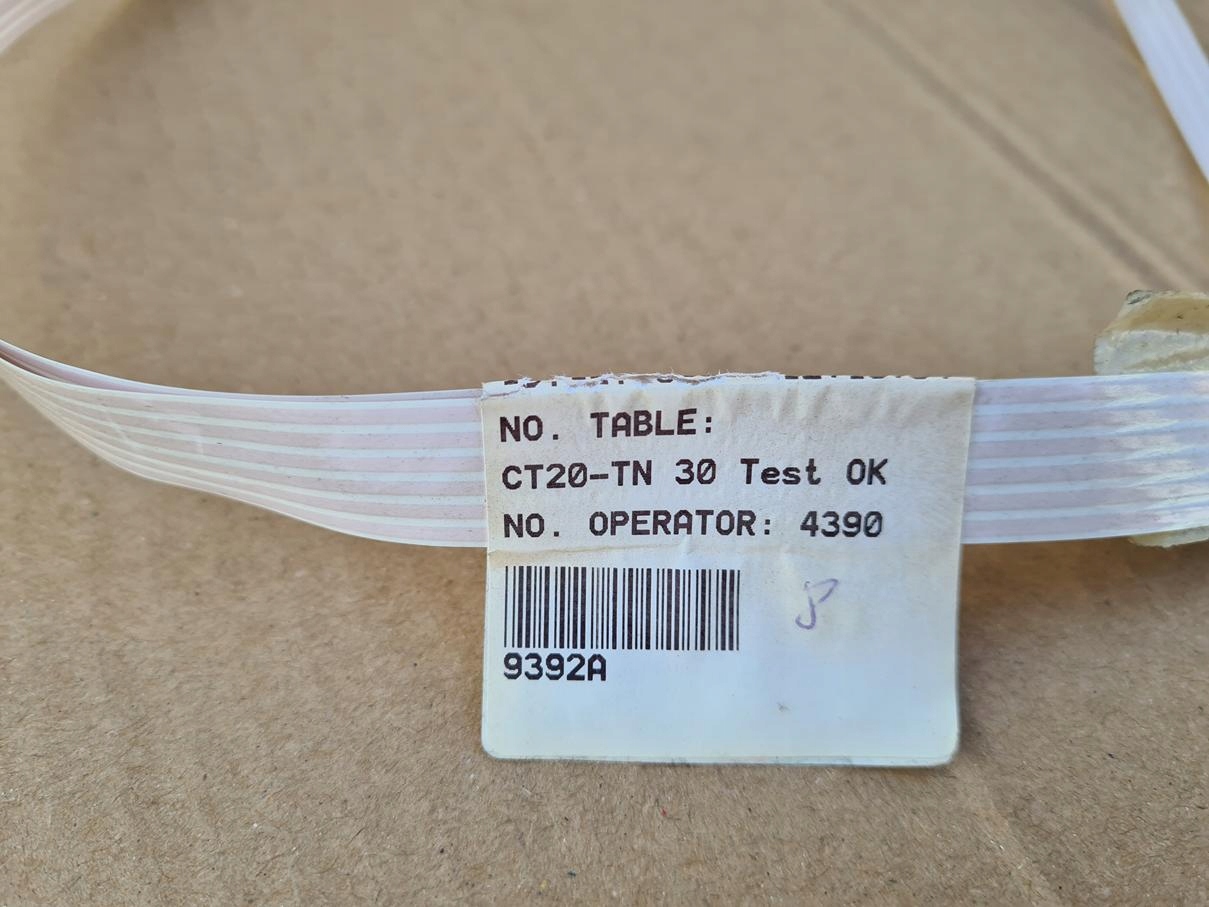 NO. TABLE:
CT20-TN 30 Test OK
NO. OPERATOR: 4390
9392A